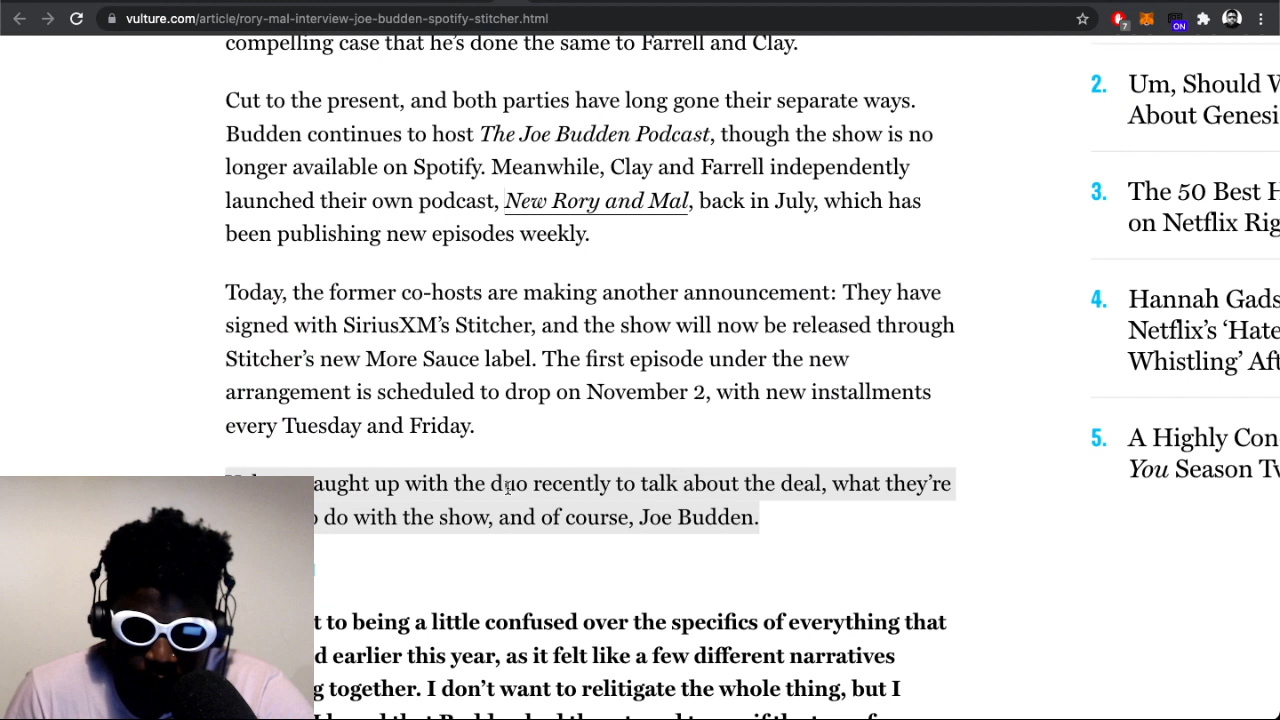 vulture.com/article/rory-mal-interview-joe-budden-spotify-stitcher.html
7
ON
compelling case that he's done the same to Farrell and Clay.
Cut to the present, and both parties have long gone their separate ways.
Budden continues to host The Joe Budden Podcast, though the show is no
longer available on Spotify. Meanwhile, Clay and Farrell independently
launched their own podcast, New Rory and Mal, back in July, which has
been publishing new episodes weekly.
Today, the former co-hosts are making another announcement: They have
signed with SiriusXM's Stitcher, and the show will now be released through
Stitcher's new More Sauce label. The first episode under the new
arrangement is scheduled to drop on November 2, with new installments
every Tuesday and Friday.
aught up with the duo recently to talk about the deal, what they're
do with the show, and of course, Joe Budden.
t to being a little confused over the specifics of everything that
d earlier this year, as it felt like a few different narratives
g together. I don't want to relitigate the whole thing, but I
2. Um, Should W
About Genesi
3. The 50 Best H
on Netflix Rig
4. Hannah Gads
Netflix's 'Hate
Whistling' Aft
5. A Highly Con
You Season Tw